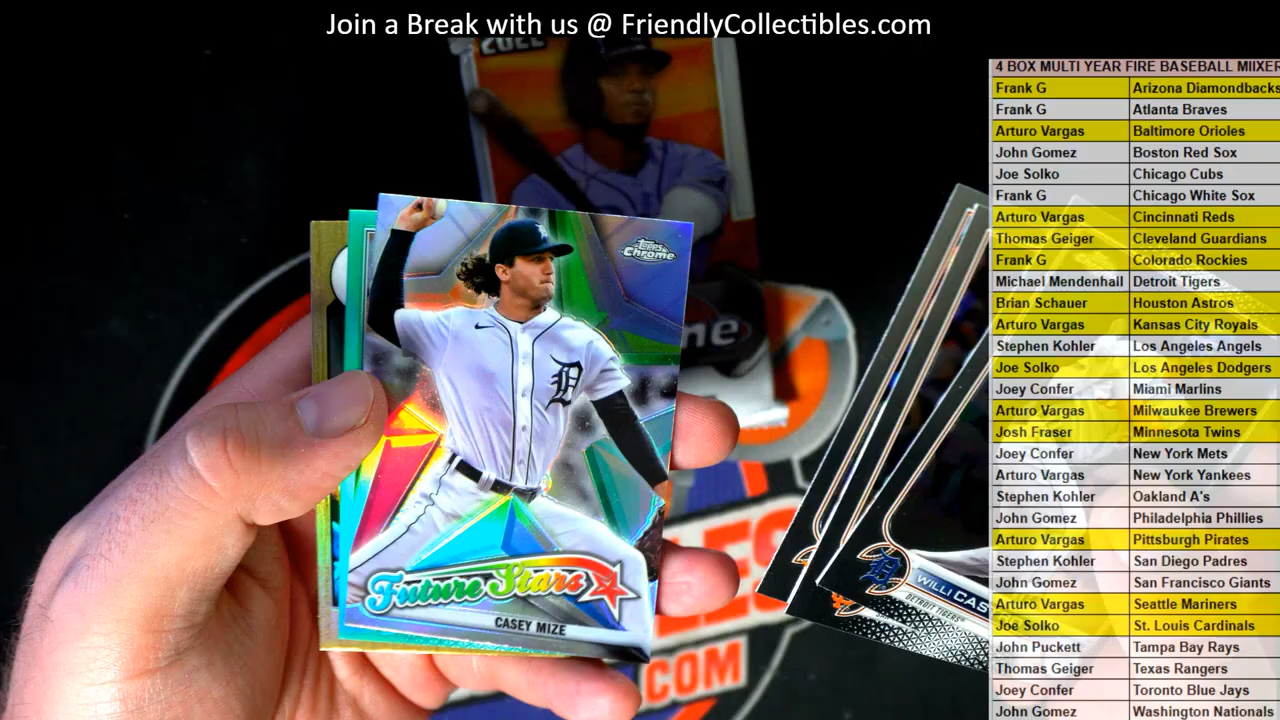 Join a Break with us @ FriendlyCollectibles.com
4 BOX MULTI YEAR FIRE BASEBALL MIIXER
Frank G Arizona Diamondbacks
Frank G Atlanta Braves
Arturo Vargas Baltimore Orioles
John Gomez Boston Red Sox
Joe Solko Chicago Cubs
Frank G Chicago White Sox
Arturo Vargas Cincinnati Reds
Thomas Geiger Cleveland Guardians
Frank G Colorado Rockies
Michael Mendenhall Detroit Tigers
Brian Schauer Houston Astros
Arturo Vargas Kansas City Royals
Stephen Kohler Los Angeles Angels
Joe Solko Los Angeles Dodgers
Joey Confer Miami Marlins
Arturo Vargas Milwaukee Brewers
Josh Fraser Minnesota Twins
Joey Confer New York Mets
Arturo Vargas New York Yankees
Stephen Kohler Oakland A's
John Gomez Philadelphia Phillies
Arturo Vargas Pittsburgh Pirates
Stephen Kohler San Diego Padres
John Gomez San Francisco Giants
Arturo Vargas Seattle Mariners
Joe Solko St. Louis Cardinals
John Puckett Tampa Bay Rays
Thomas Geiger Texas Rangers
Joey Confer Toronto Blue Jays
John Gomez Washington Nationals
Topps
Chrome
D
Future Stars
CASEY MIZE
WILLI CAS
DETROIT TIGERS
.COM